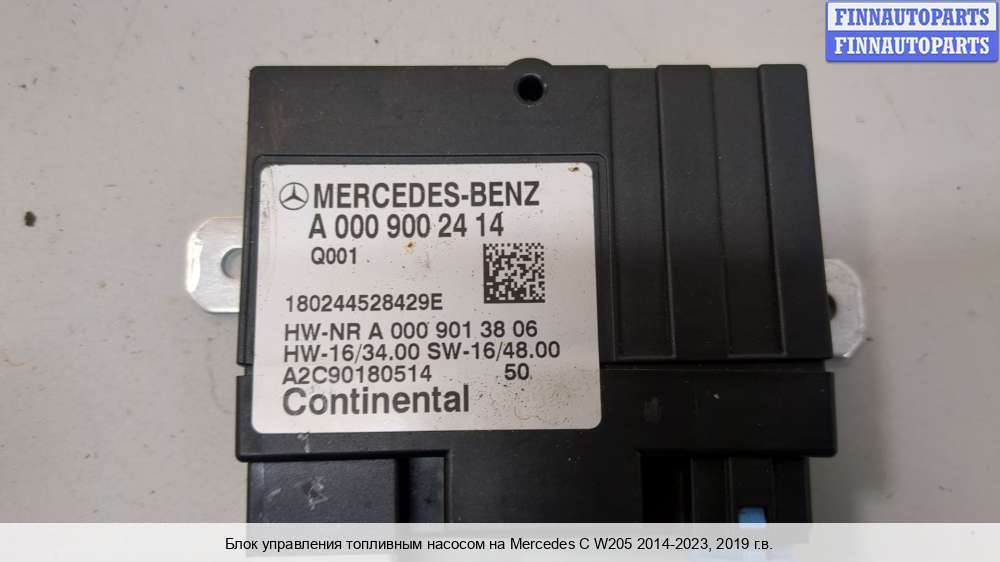 FINNAUTOPARTS
FINNAUTOPARTS
MERCEDES-BENZ
A 000 900 24 14
Q001
180244528429E
HW-NR A 000 901 38 06
HW-16/34.00 SW-16/48.00
A2C90180514 50
Continental
Блок управления топливным насосом на Mercedes C W205 2014-2023, 2019 г.в.